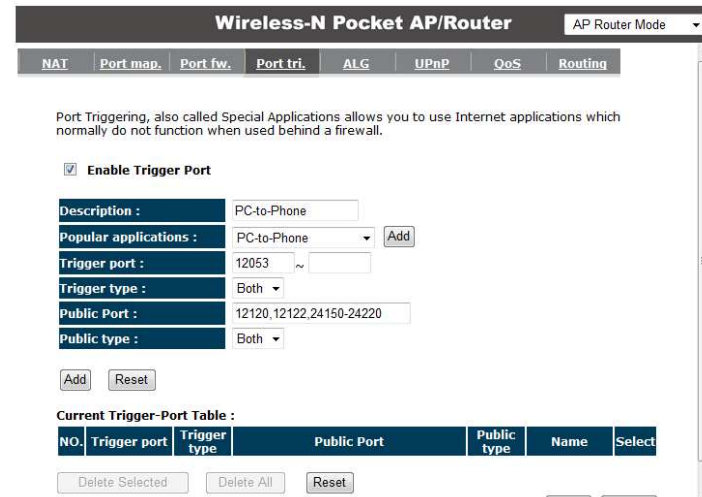 Wireless-N Pocket AP/Router
AP Router Mode
NAT Port map. Port fw. Port tri. ALG UPnP QoS Routing
Port Triggering, also called Special Applications allows you to use Internet applications which
normally do not function when used behind a firewall.
Enable Trigger Port
Description : PC-to-Phone
Popular applications : PC-to-Phone Add
Trigger port : 12053 ~
Trigger type : Both
Public Port : 12120,12122,24150-24220
Public type : Both
Add Reset
Current Trigger-Port Table :
NO. Trigger port Trigger type Public Port Public type Name Select
Delete Selected Delete All Reset